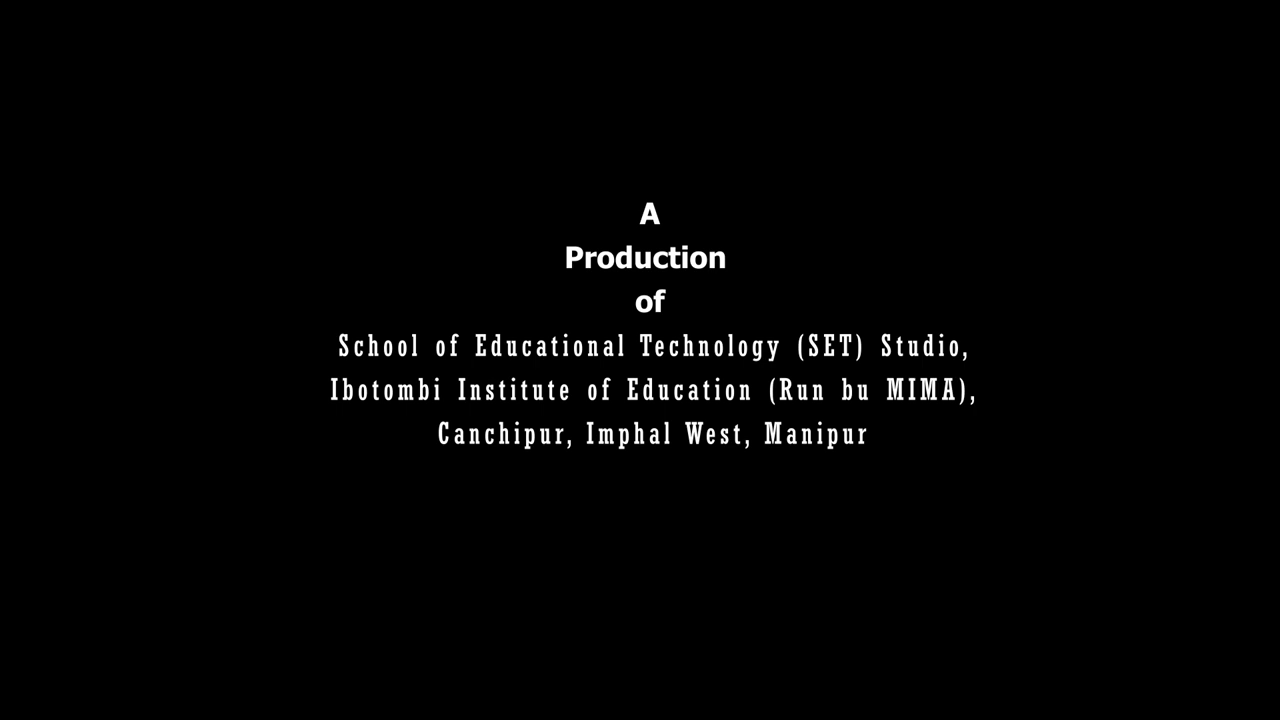 A
Production
of
School of Educational Technology (SET) Studio,
Ibotombi Institute of Education (Run bu MIMA),
Canchipur, Imphal West, Manipur